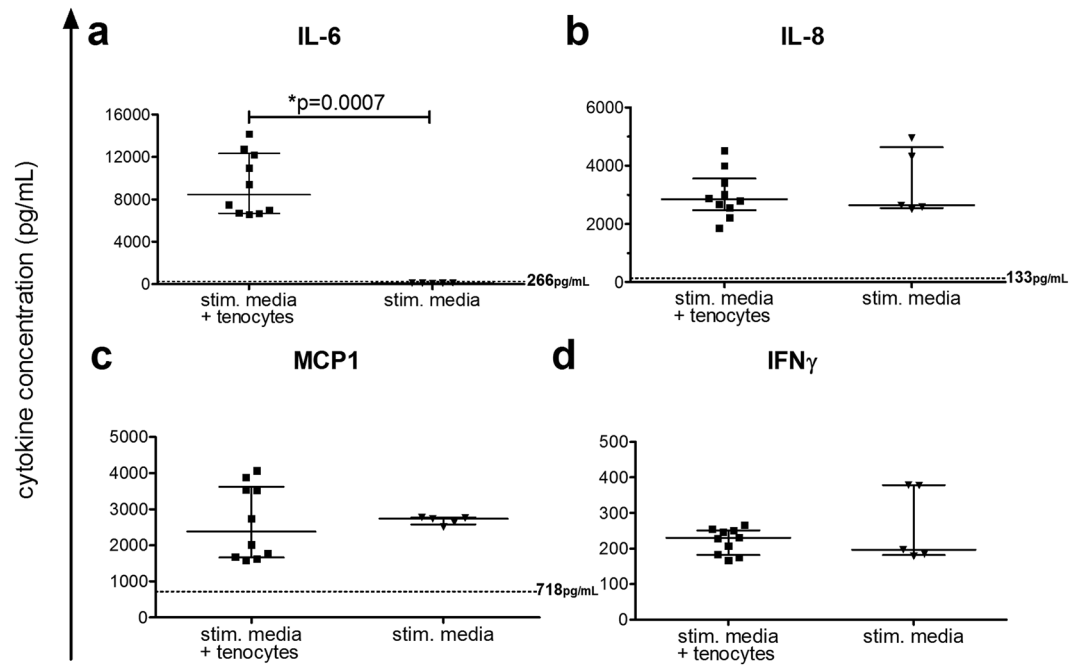 cytokine concentration (pg/mL)
a
IL-6
*p=0.0007
16000
12000
8000
4000
0
266pg/mL
stim. media
+ tenocytes
stim. media
b
IL-8
6000
4000
2000
0
133pg/mL
stim. media
+ tenocytes
stim. media
c
MCP1
5000
4000
3000
2000
1000
0
718pg/mL
stim. media
+ tenocytes
stim. media
d
IFNγ
500
400
300
200
100
0
stim. media
+ tenocytes
stim. media